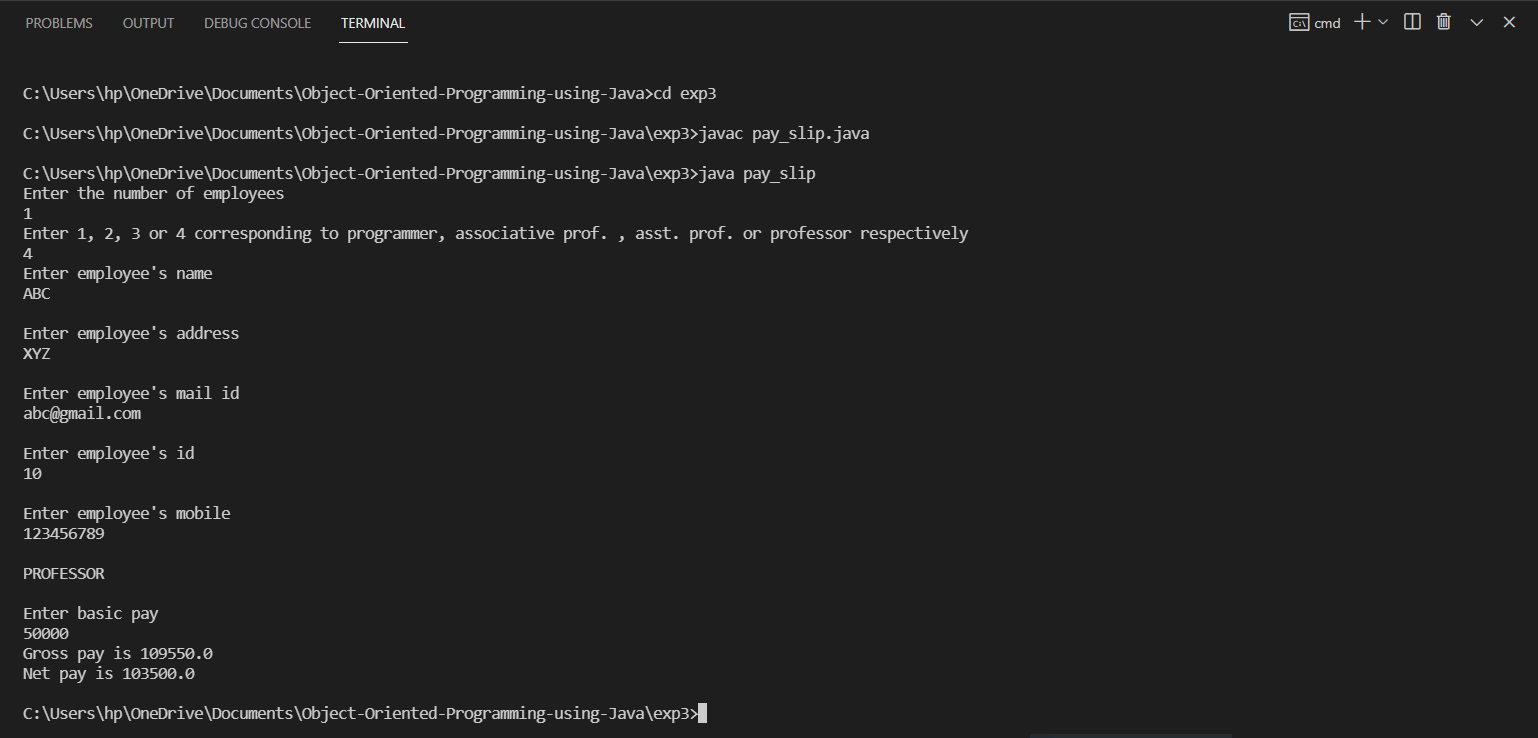 PROBLEMS OUTPUT DEBUG CONSOLE TERMINAL cmd
C:\Users\hp\OneDrive\Documents\Object-Oriented-Programming-using-Java>cd exp3
C:\Users\hp\OneDrive\Documents\Object-Oriented-Programming-using-Java\exp3>javac pay_slip.java
C:\Users\hp\OneDrive\Documents\Object-Oriented-Programming-using-Java\exp3>java pay_slip
Enter the number of employees
1
Enter 1, 2, 3 or 4 corresponding to programmer, associative prof. , asst. prof. or professor respectively
4
Enter employee's name
ABC
Enter employee's address
XYZ
Enter employee's mail id
abc@gmail.com
Enter employee's id
10
Enter employee's mobile
123456789
PROFESSOR
Enter basic pay
50000
Gross pay is 109550.0
Net pay is 103500.0
C:\Users\hp\OneDrive\Documents\Object-Oriented-Programming-using-Java\exp3>